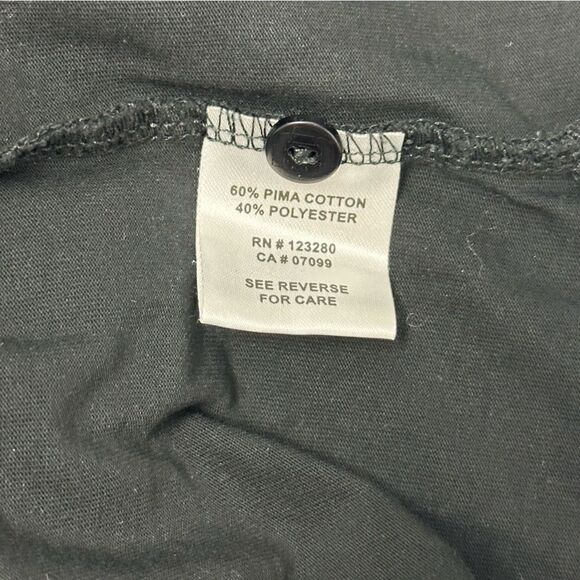 60% PIMA COTTON
40% POLYESTER
RN # 123280
CA # 07099
SEE REVERSE
FOR CARE